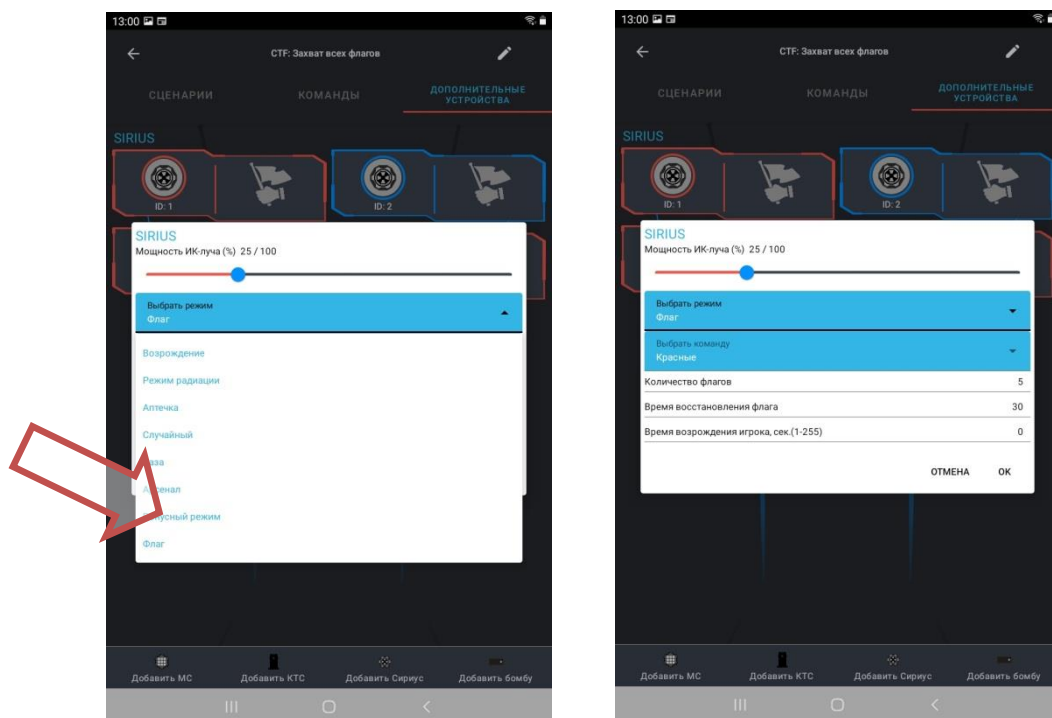 13:00
CTF: Захват всех флагов
СЦЕНАРИИ
КОМАНДЫ
ДОПОЛНИТЕЛЬНЫЕ
УСТРОЙСТВА
SIRIUS
ID: 1
ID: 2
SIRIUS
Мощность ИК-луча (%) 25 / 100
Выбрать режим
Флаг
Возрождение
Режим радиации
Аптечка
Случайный
Флаг
Добавить МС
Добавить КТС
Добавить Сириус
Добавить бомбу
13:00
CTF: Захват всех флагов
СЦЕНАРИИ
КОМАНДЫ
ДОПОЛНИТЕЛЬНЫЕ
УСТРОЙСТВА
SIRIUS
ID: 1
ID: 2
SIRIUS
Мощность ИК-луча (%) 25 / 100
Выбрать режим
Флаг
Выбрать команду
Красные
Количество флагов 5
Время восстановления флага 30
Время возрождения игрока, сек.(1-255) 0
ОТМЕНА
ОК
Добавить МС
Добавить КТС
Добавить Сириус
Добавить бомбу